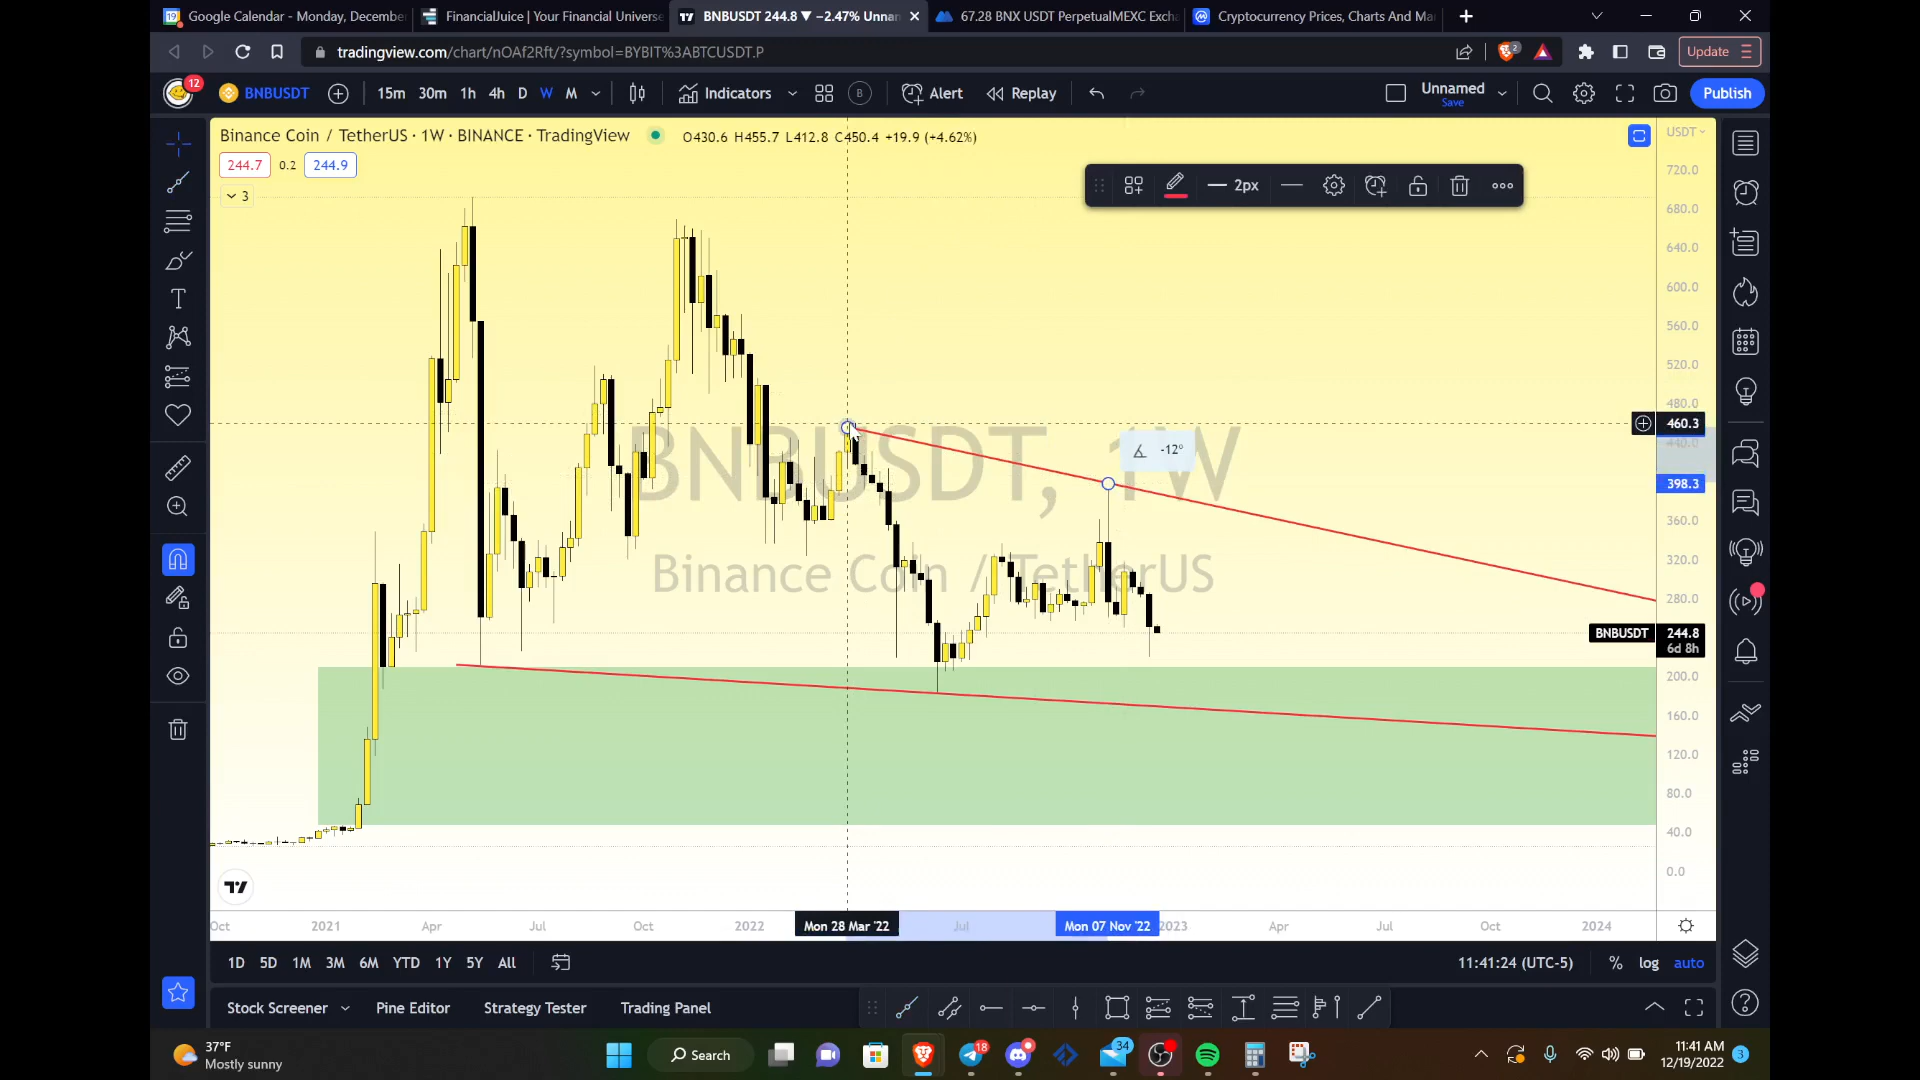 Google Calendar - Monday, Decembe
FinancialJuice | Your Financial Universe
BNBUSDT 244.8 ▼ −2.47% Unnan
67.28 BNX USDT PerpetualMEXC Exch
Cryptocurrency Prices, Charts And Mar
tradingview.com/chart/nOAf2Rft/?symbol=BYBIT%3ABTCUSDT.P
2
Update
12
BNBUSDT
15m 30m 1h 4h D W M
Indicators
B
Alert
Replay
Unnamed
Save
Publish
Binance Coin / TetherUS · 1W · BINANCE · TradingView
O430.6 H455.7 L412.8 C450.4 +19.9 (+4.62%)
USDT
244.7 0.2 244.9
3
2px
720.0
680.0
640.0
600.0
560.0
520.0
480.0
460.3
440.0
398.3
360.0
320.0
280.0
BNBUSDT 244.8
6d 8h
200.0
160.0
120.0
80.0
40.0
0.0
BNBUSDT, 1W
Binance Coin / TetherUS
-12°
Oct 2021 Apr Jul Oct 2022 Mon 28 Mar '22 Jul Mon 07 Nov '22 2023 Apr Jul Oct 2024
1D 5D 1M 3M 6M YTD 1Y 5Y All
11:41:24 (UTC-5) % log auto
Stock Screener Pine Editor Strategy Tester Trading Panel
37°F
Mostly sunny
Search
18
34
11:41 AM
12/19/2022
3